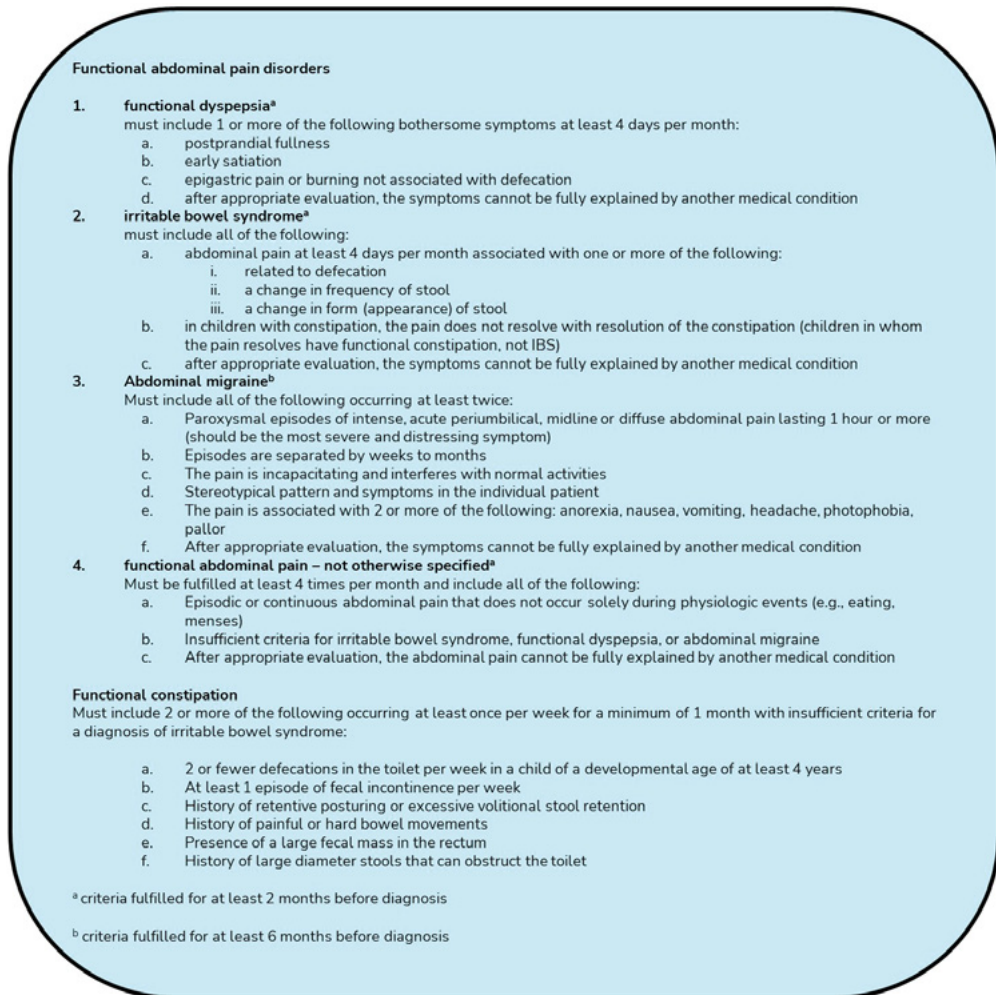 Functional abdominal pain disorders
1. functional dyspepsiaᵃ
must include 1 or more of the following bothersome symptoms at least 4 days per month:
a. postprandial fullness
b. early satiation
c. epigastric pain or burning not associated with defecation
d. after appropriate evaluation, the symptoms cannot be fully explained by another medical condition
2. irritable bowel syndromeᵃ
must include all of the following:
a. abdominal pain at least 4 days per month associated with one or more of the following:
i. related to defecation
ii. a change in frequency of stool
iii. a change in form (appearance) of stool
b. in children with constipation, the pain does not resolve with resolution of the constipation (children in whom
the pain resolves have functional constipation, not IBS)
c. after appropriate evaluation, the symptoms cannot be fully explained by another medical condition
3. Abdominal migraineᵇ
Must include all of the following occurring at least twice:
a. Paroxysmal episodes of intense, acute periumbilical, midline or diffuse abdominal pain lasting 1 hour or more
(should be the most severe and distressing symptom)
b. Episodes are separated by weeks to months
c. The pain is incapacitating and interferes with normal activities
d. Stereotypical pattern and symptoms in the individual patient
e. The pain is associated with 2 or more of the following: anorexia, nausea, vomiting, headache, photophobia,
pallor
f. After appropriate evaluation, the symptoms cannot be fully explained by another medical condition
4. functional abdominal pain – not otherwise specifiedᵃ
Must be fulfilled at least 4 times per month and include all of the following:
a. Episodic or continuous abdominal pain that does not occur solely during physiologic events (e.g., eating,
menses)
b. Insufficient criteria for irritable bowel syndrome, functional dyspepsia, or abdominal migraine
c. After appropriate evaluation, the abdominal pain cannot be fully explained by another medical condition
Functional constipation
Must include 2 or more of the following occurring at least once per week for a minimum of 1 month with insufficient criteria for
a diagnosis of irritable bowel syndrome:
a. 2 or fewer defecations in the toilet per week in a child of a developmental age of at least 4 years
b. At least 1 episode of fecal incontinence per week
c. History of retentive posturing or excessive volitional stool retention
d. History of painful or hard bowel movements
e. Presence of a large fecal mass in the rectum
f. History of large diameter stools that can obstruct the toilet
ᵃ criteria fulfilled for at least 2 months before diagnosis
ᵇ criteria fulfilled for at least 6 months before diagnosis